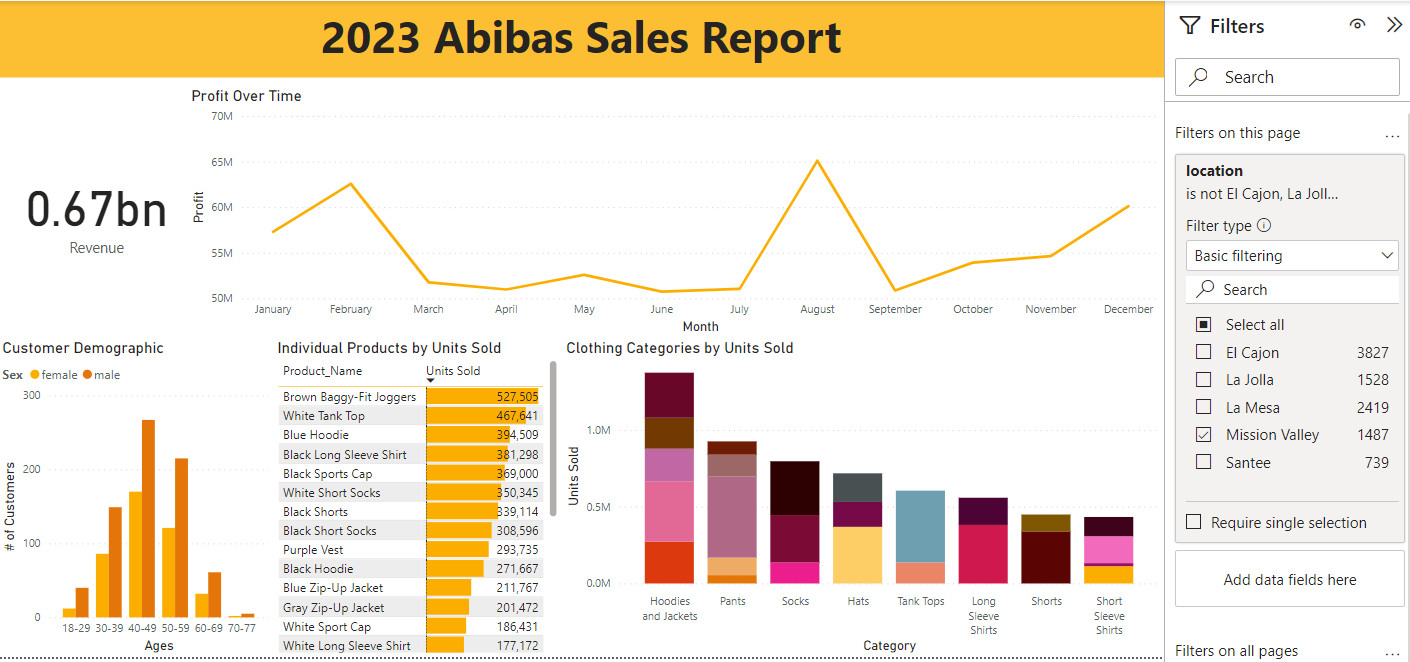 2023 Abibas Sales Report
0.67bn
Revenue
Profit Over Time
Profit
70M
65M
60M
55M
50M
January February March April May June July August September October November December
Month
Customer Demographic
Sex female male
# of Customers
300
200
100
0
18-29 30-39 40-49 50-59 60-69 70-77
Ages
Individual Products by Units Sold
Product_Name Units Sold
Brown Baggy-Fit Joggers 527,505
White Tank Top 467,641
Blue Hoodie 394,509
Black Long Sleeve Shirt 381,298
Black Sports Cap 369,000
White Short Socks 350,345
Black Shorts 339,114
Black Short Socks 308,596
Purple Vest 293,735
Black Hoodie 271,667
Blue Zip-Up Jacket 211,767
Gray Zip-Up Jacket 201,472
White Sport Cap 186,431
White Long Sleeve Shirt 177,172
Clothing Categories by Units Sold
Units Sold
1.0M
0.5M
0.0M
Hoodies and Jackets
Pants
Socks
Hats
Tank Tops
Long Sleeve Shirts
Shorts
Short Sleeve Shirts
Category
Filters
Search
Filters on this page ...
location
is not El Cajon, La Joll...
Filter type
Basic filtering
Search
Select all
El Cajon 3827
La Jolla 1528
La Mesa 2419
Mission Valley 1487
Santee 739
Require single selection
Add data fields here
Filters on all pages ...